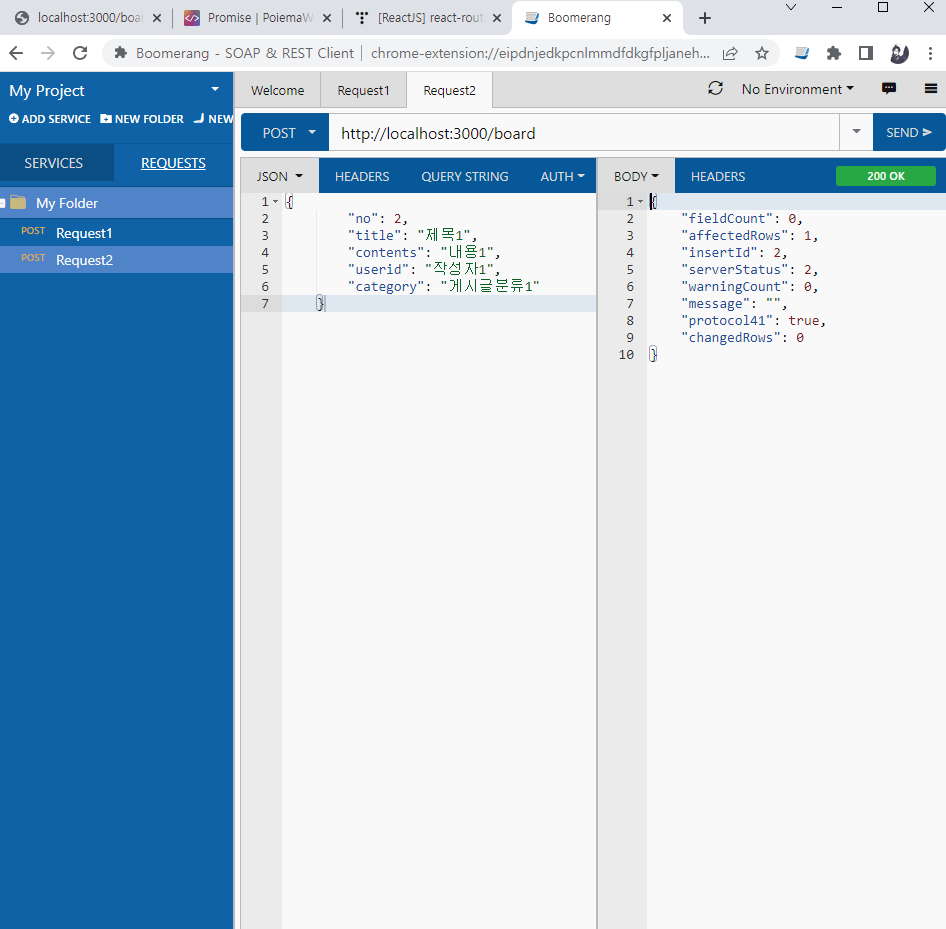 localhost:3000/boar
Promise | PoiemaW
[ReactJS] react-rout
Boomerang
Boomerang - SOAP & REST Client | chrome-extension://eipdnjedkpcnlmmdfdkgfpljaneh...
My Project
Welcome
Request1
Request2
No Environment
ADD SERVICE
NEW FOLDER
NEW
POST
http://localhost:3000/board
SEND
SERVICES
REQUESTS
JSON
HEADERS
QUERY STRING
AUTH
BODY
HEADERS
200 OK
My Folder
POST Request1
POST Request2
1 {
2 "no": 2,
3 "title": "제목1",
4 "contents": "내용1",
5 "userid": "작성자1",
6 "category": "게시글분류1"
7 }
1 {
2 "fieldCount": 0,
3 "affectedRows": 1,
4 "insertId": 2,
5 "serverStatus": 2,
6 "warningCount": 0,
7 "message": "",
8 "protocol41": true,
9 "changedRows": 0
10 }